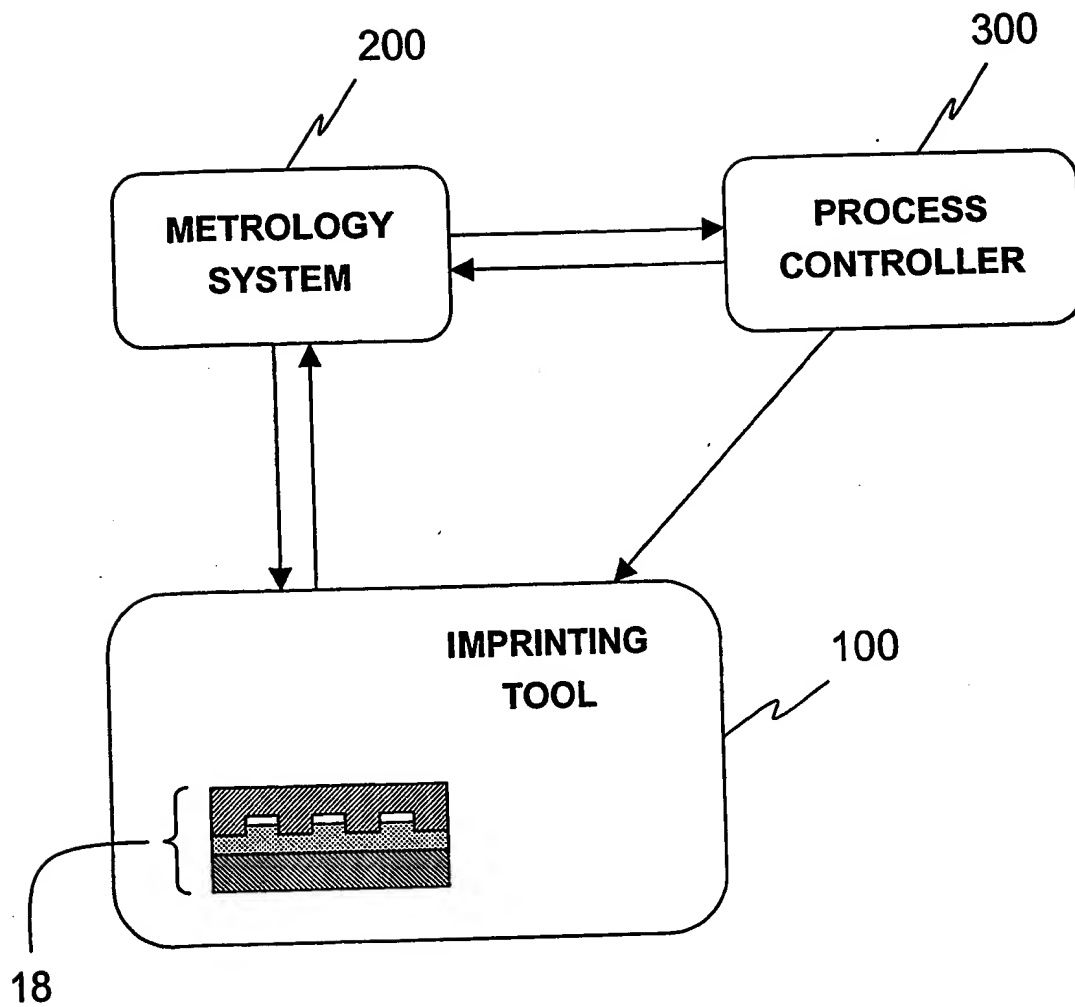 200
300
METROLOGY
SYSTEM
PROCESS
CONTROLLER
IMPRINTING
TOOL
100
18